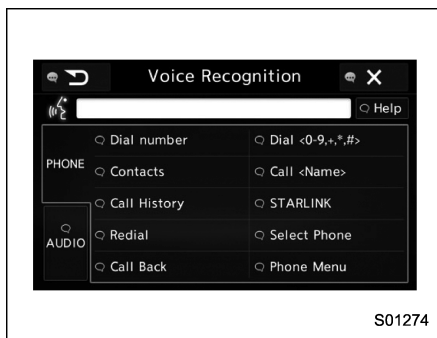 Voice Recognition
Help
PHONE
Dial number
Dial <0-9,+,*,#>
Contacts
Call <Name>
Call History
STARLINK
AUDIO
Redial
Select Phone
Call Back
Phone Menu
S01274